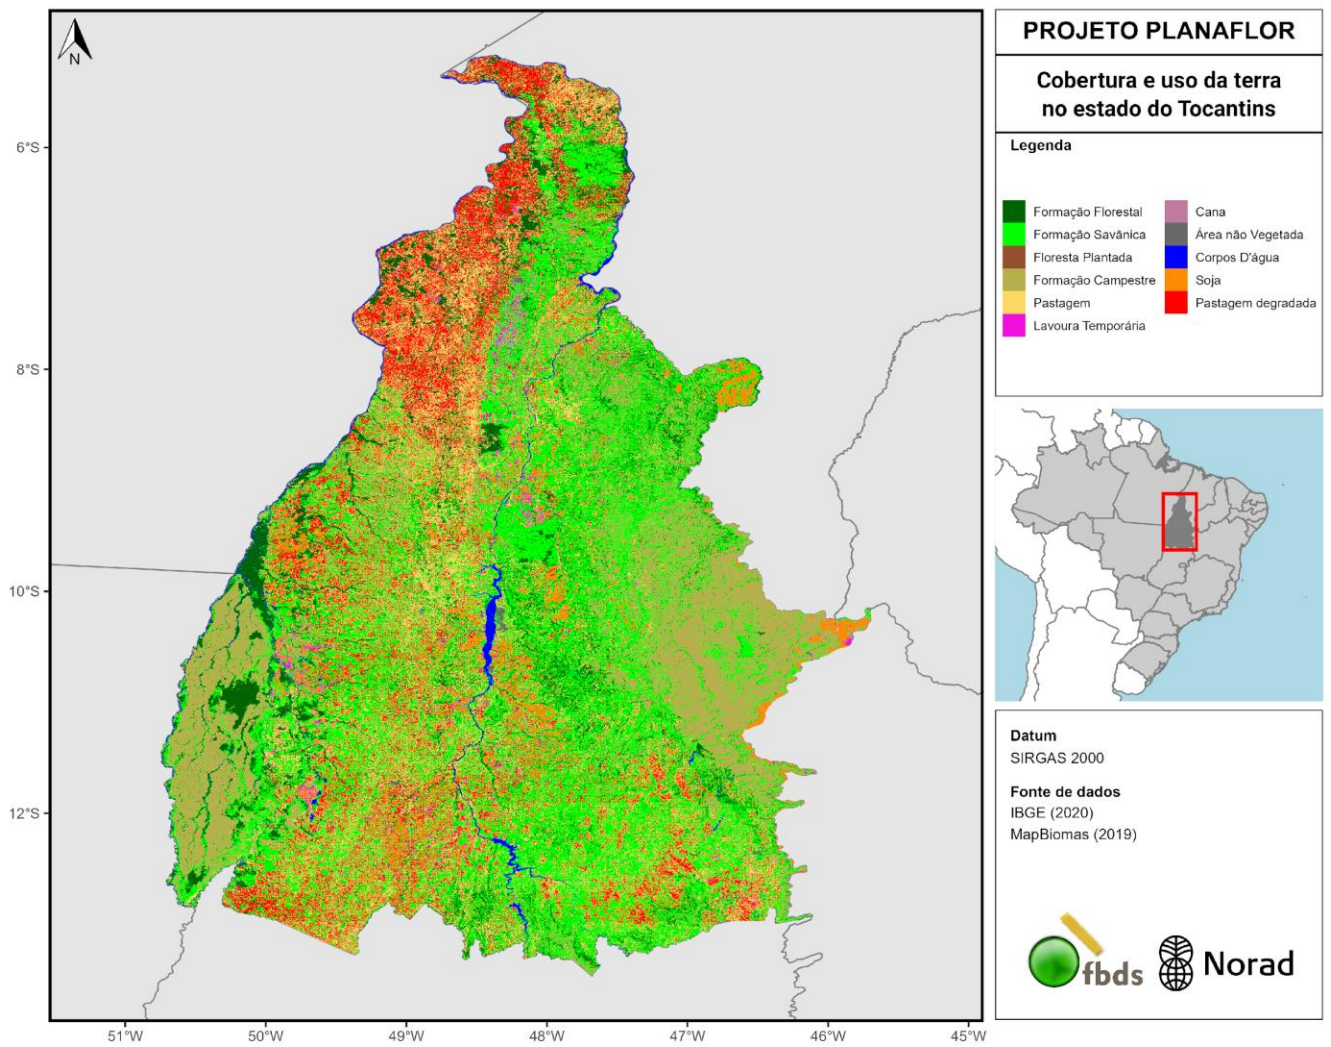 N
6°S
8°S
10°S
12°S
51°W
50°W
49°W
48°W
47°W
46°W
45°W
PROJETO PLANAFLOR
Cobertura e uso da terra
no estado do Tocantins
Legenda
Formação Florestal
Formação Savânica
Floresta Plantada
Formação Campestre
Pastagem
Lavoura Temporária
Cana
Área não Vegetada
Corpos D'água
Soja
Pastagem degradada
Datum
SIRGAS 2000
Fonte de dados
IBGE (2020)
MapBiomas (2019)
fbds
Norad